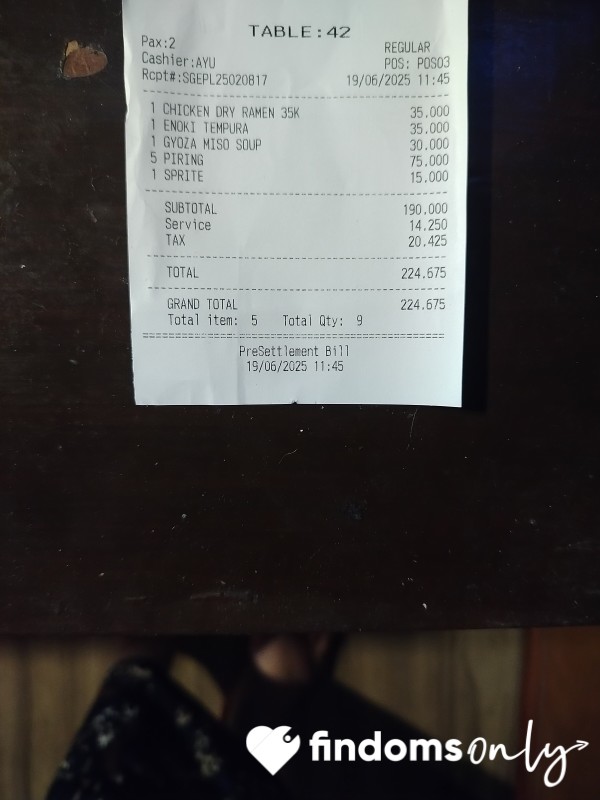 TABLE:42
Pax:2 REGULAR
Cashier:AYU POS: POS03
Rcpt#:SGEPL25020817 19/06/2025 11:45
1 CHICKEN DRY RAMEN 35K 35.000
1 ENOKI TEMPURA 35.000
1 GYOZA MISO SOUP 30.000
5 PIRING 75.000
1 SPRITE 15.000
SUBTOTAL 190.000
Service 14.250
TAX 20.425
TOTAL 224.675
GRAND TOTAL 224.675
Total item: 5 Total Qty: 9
PreSettlement Bill
19/06/2025 11:45
findomsonly